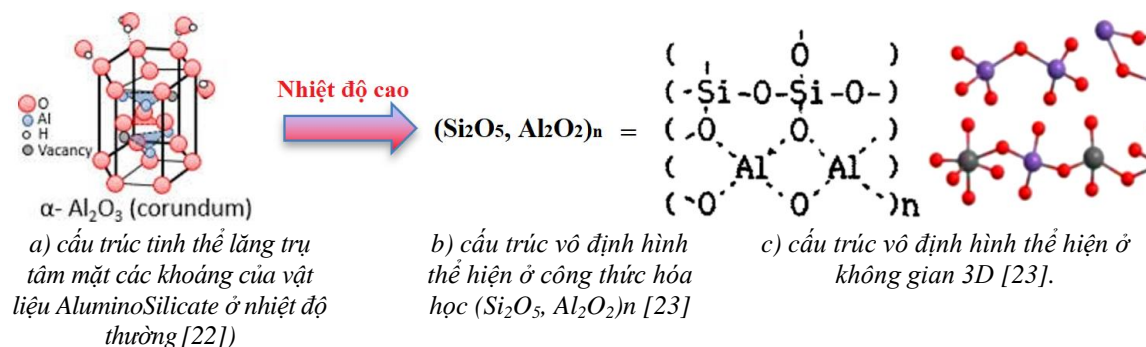 O
Al
H
Vacancy
α- Al2O3 (corundum)
Nhiệt độ cao
(Si2O5, Al2O2)n =
O
( -Si-O-Si-O- )
( O O )
( Al Al )
( -O O )n
a) cấu trúc tinh thể lăng trụ
tâm mặt các khoáng của vật
liệu AluminoSilicate ở nhiệt độ
thường [22])
b) cấu trúc vô định hình
thể hiện ở công thức hóa
học (Si2O5, Al2O2)n [23]
c) cấu trúc vô định hình thể hiện ở
không gian 3D [23].